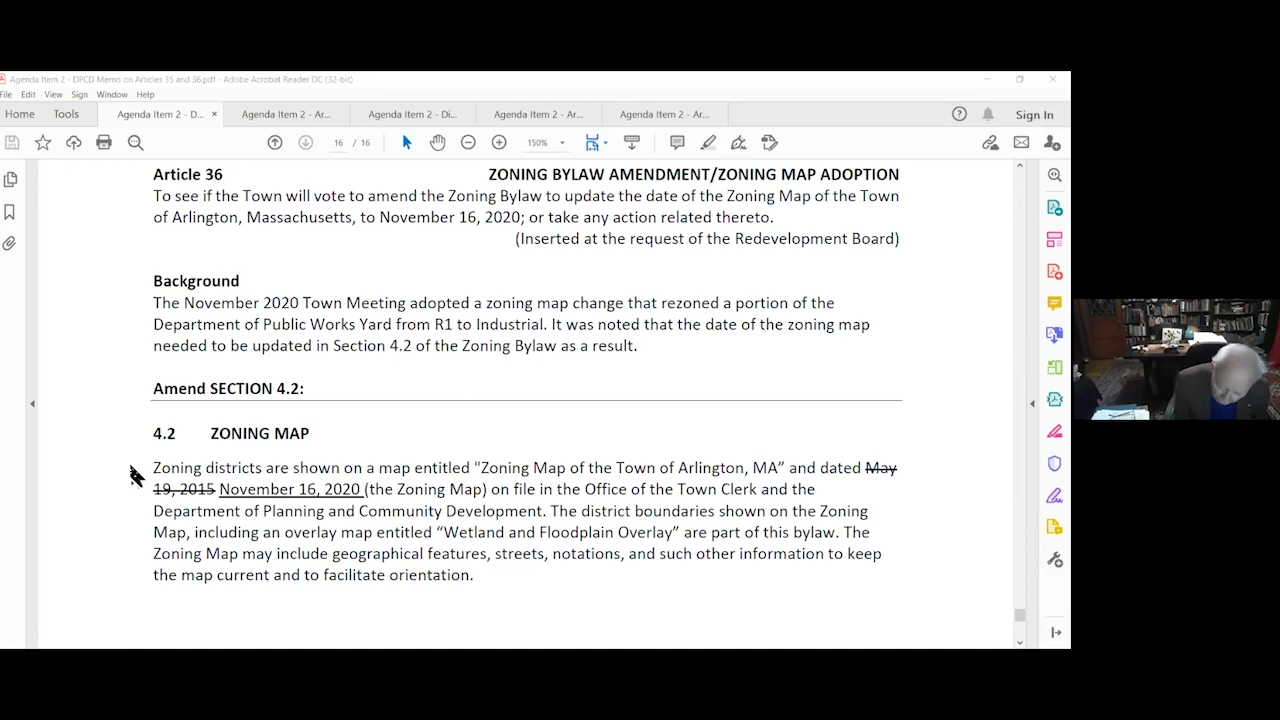 Agenda Item 2 - DPCD Memo on Articles 35 and 36.pdf - Adobe Acrobat Reader DC (32-bit)
File Edit View Sign Window Help
Home Tools Agenda Item 2 - D... × Agenda Item 2 - Ar... Agenda Item 2 - Di... Agenda Item 2 - Ar... Agenda Item 2 - Ar... Sign In
16 / 16 150%
Article 36 ZONING BYLAW AMENDMENT/ZONING MAP ADOPTION
To see if the Town will vote to amend the Zoning Bylaw to update the date of the Zoning Map of the Town
of Arlington, Massachusetts, to November 16, 2020; or take any action related thereto.
(Inserted at the request of the Redevelopment Board)
Background
The November 2020 Town Meeting adopted a zoning map change that rezoned a portion of the
Department of Public Works Yard from R1 to Industrial. It was noted that the date of the zoning map
needed to be updated in Section 4.2 of the Zoning Bylaw as a result.
Amend SECTION 4.2:
4.2 ZONING MAP
Zoning districts are shown on a map entitled "Zoning Map of the Town of Arlington, MA” and dated May
19, 2015 November 16, 2020 (the Zoning Map) on file in the Office of the Town Clerk and the
Department of Planning and Community Development. The district boundaries shown on the Zoning
Map, including an overlay map entitled “Wetland and Floodplain Overlay” are part of this bylaw. The
Zoning Map may include geographical features, streets, notations, and such other information to keep
the map current and to facilitate orientation.